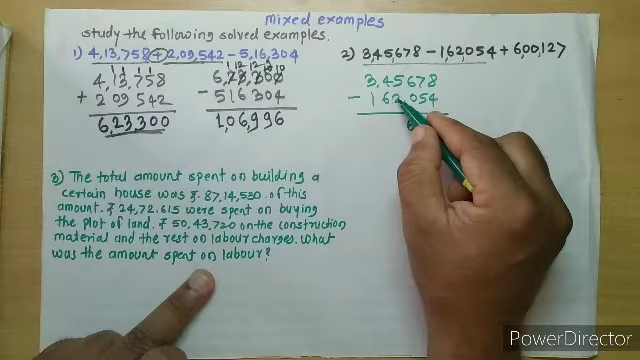 Mixed examples
study the following solved examples.
1) 4,13,758 + 2,09,542 - 5,16,304
4,13,758
+ 2 09 542
6,23,300
6,23,300
- 5 16 304
1,06,996
2) 3,45,678 - 1,62,054 + 6,00,127
3,45678
- 1 62,054
3) The total amount spent on building a
certain house was ₹. 87,14,530. of this
amount. ₹ 24,72,615 were spent on buying
the plot of land. ₹ 50,43,720 on the construction
material and the rest on labour charges. What
was the amount spent on labour?
PowerDirector